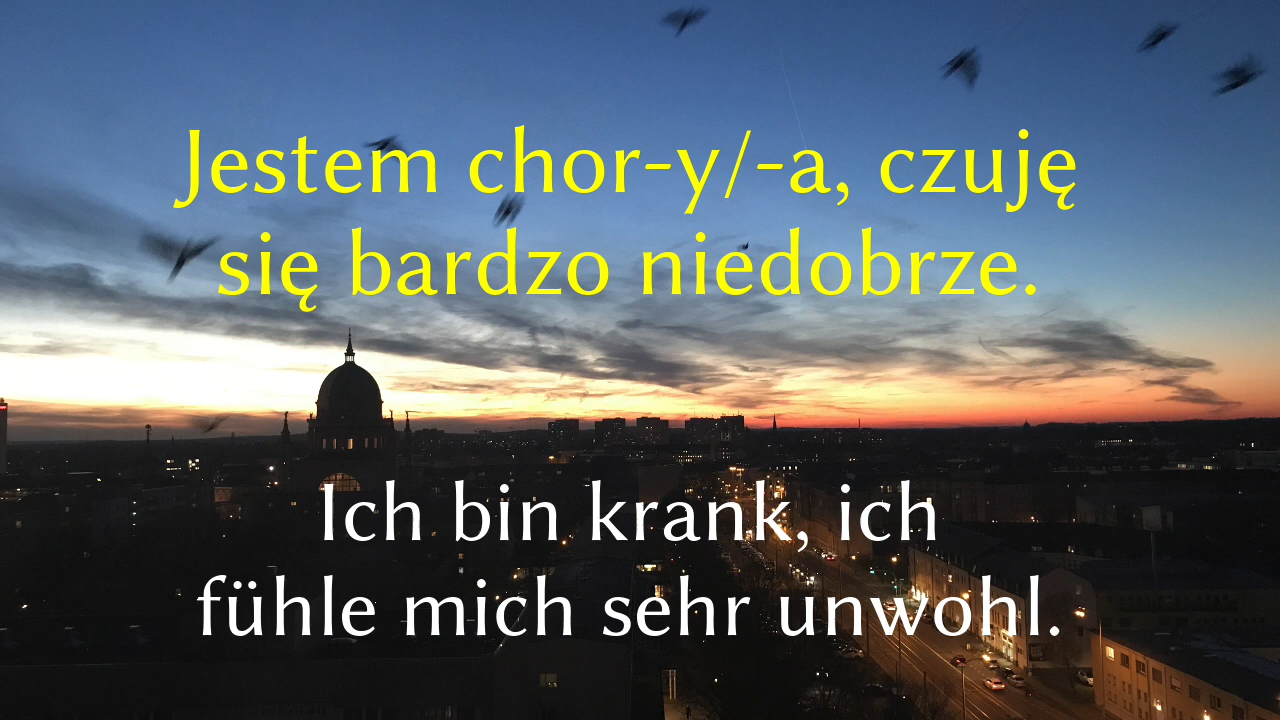 Jestem chor-y/-a, czuję
się bardzo niedobrze.
Ich bin krank, ich
fühle mich sehr unwohl.